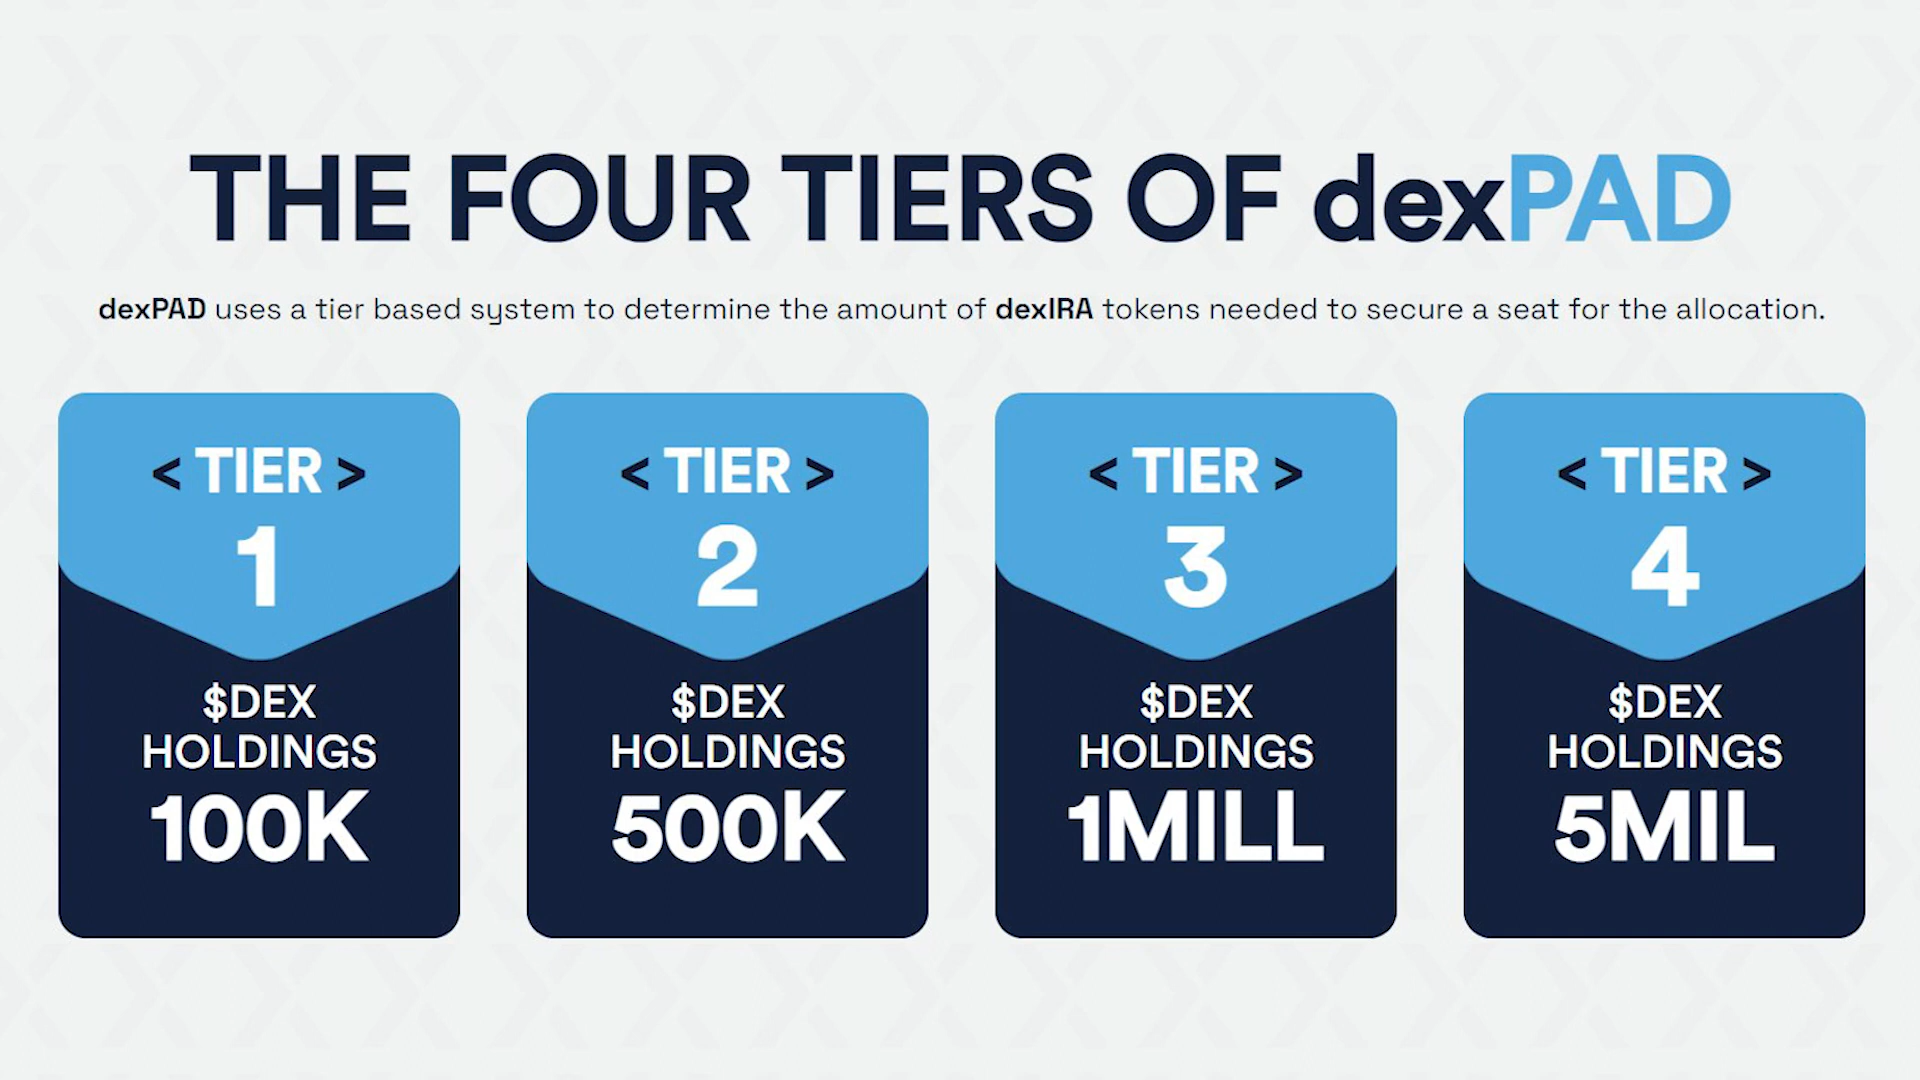 THE FOUR TIERS OF dexPAD
dexPAD uses a tier based system to determine the amount of dexIRA tokens needed to secure a seat for the allocation.
< TIER >
1
$DEX
HOLDINGS
100K
< TIER >
2
$DEX
HOLDINGS
500K
< TIER >
3
$DEX
HOLDINGS
1MILL
< TIER >
4
$DEX
HOLDINGS
5MIL